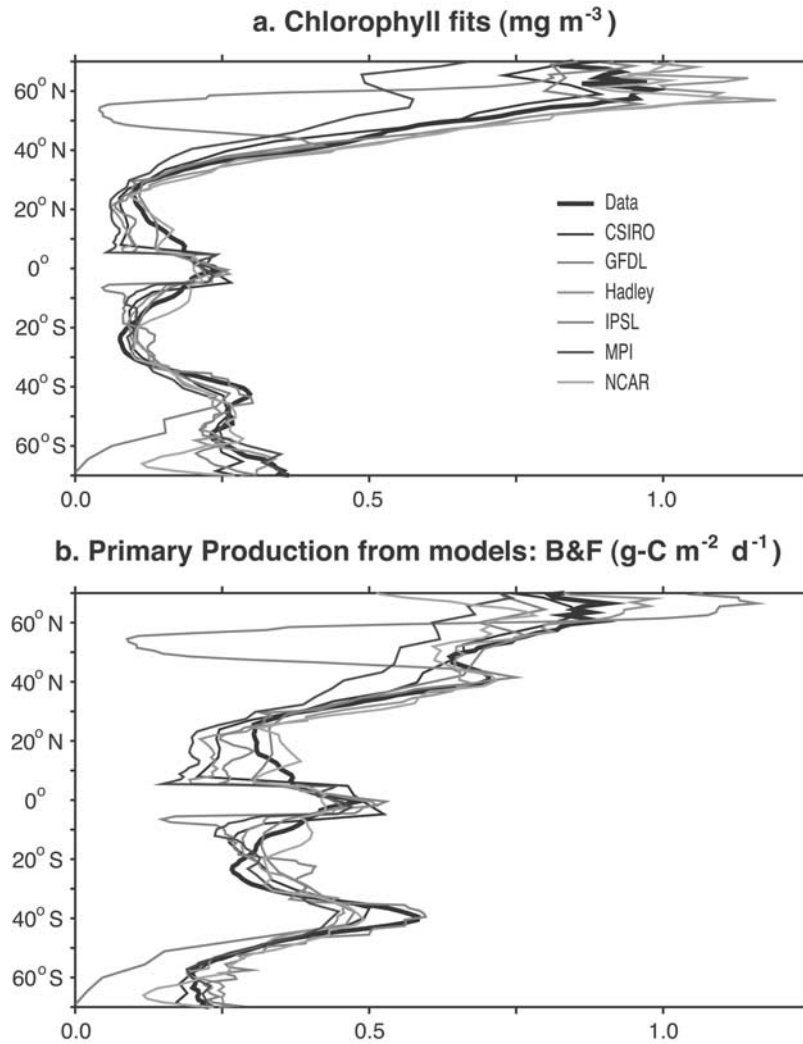 a. Chlorophyll fits (mg m⁻³)
60° N
40° N
20° N
0°
20° S
40° S
60° S
Data
CSIRO
GFDL
Hadley
IPSL
MPI
NCAR
0.0 0.5 1.0
b. Primary Production from models: B&F (g-C m⁻² d⁻¹)
60° N
40° N
20° N
0°
20° S
40° S
60° S
0.0 0.5 1.0